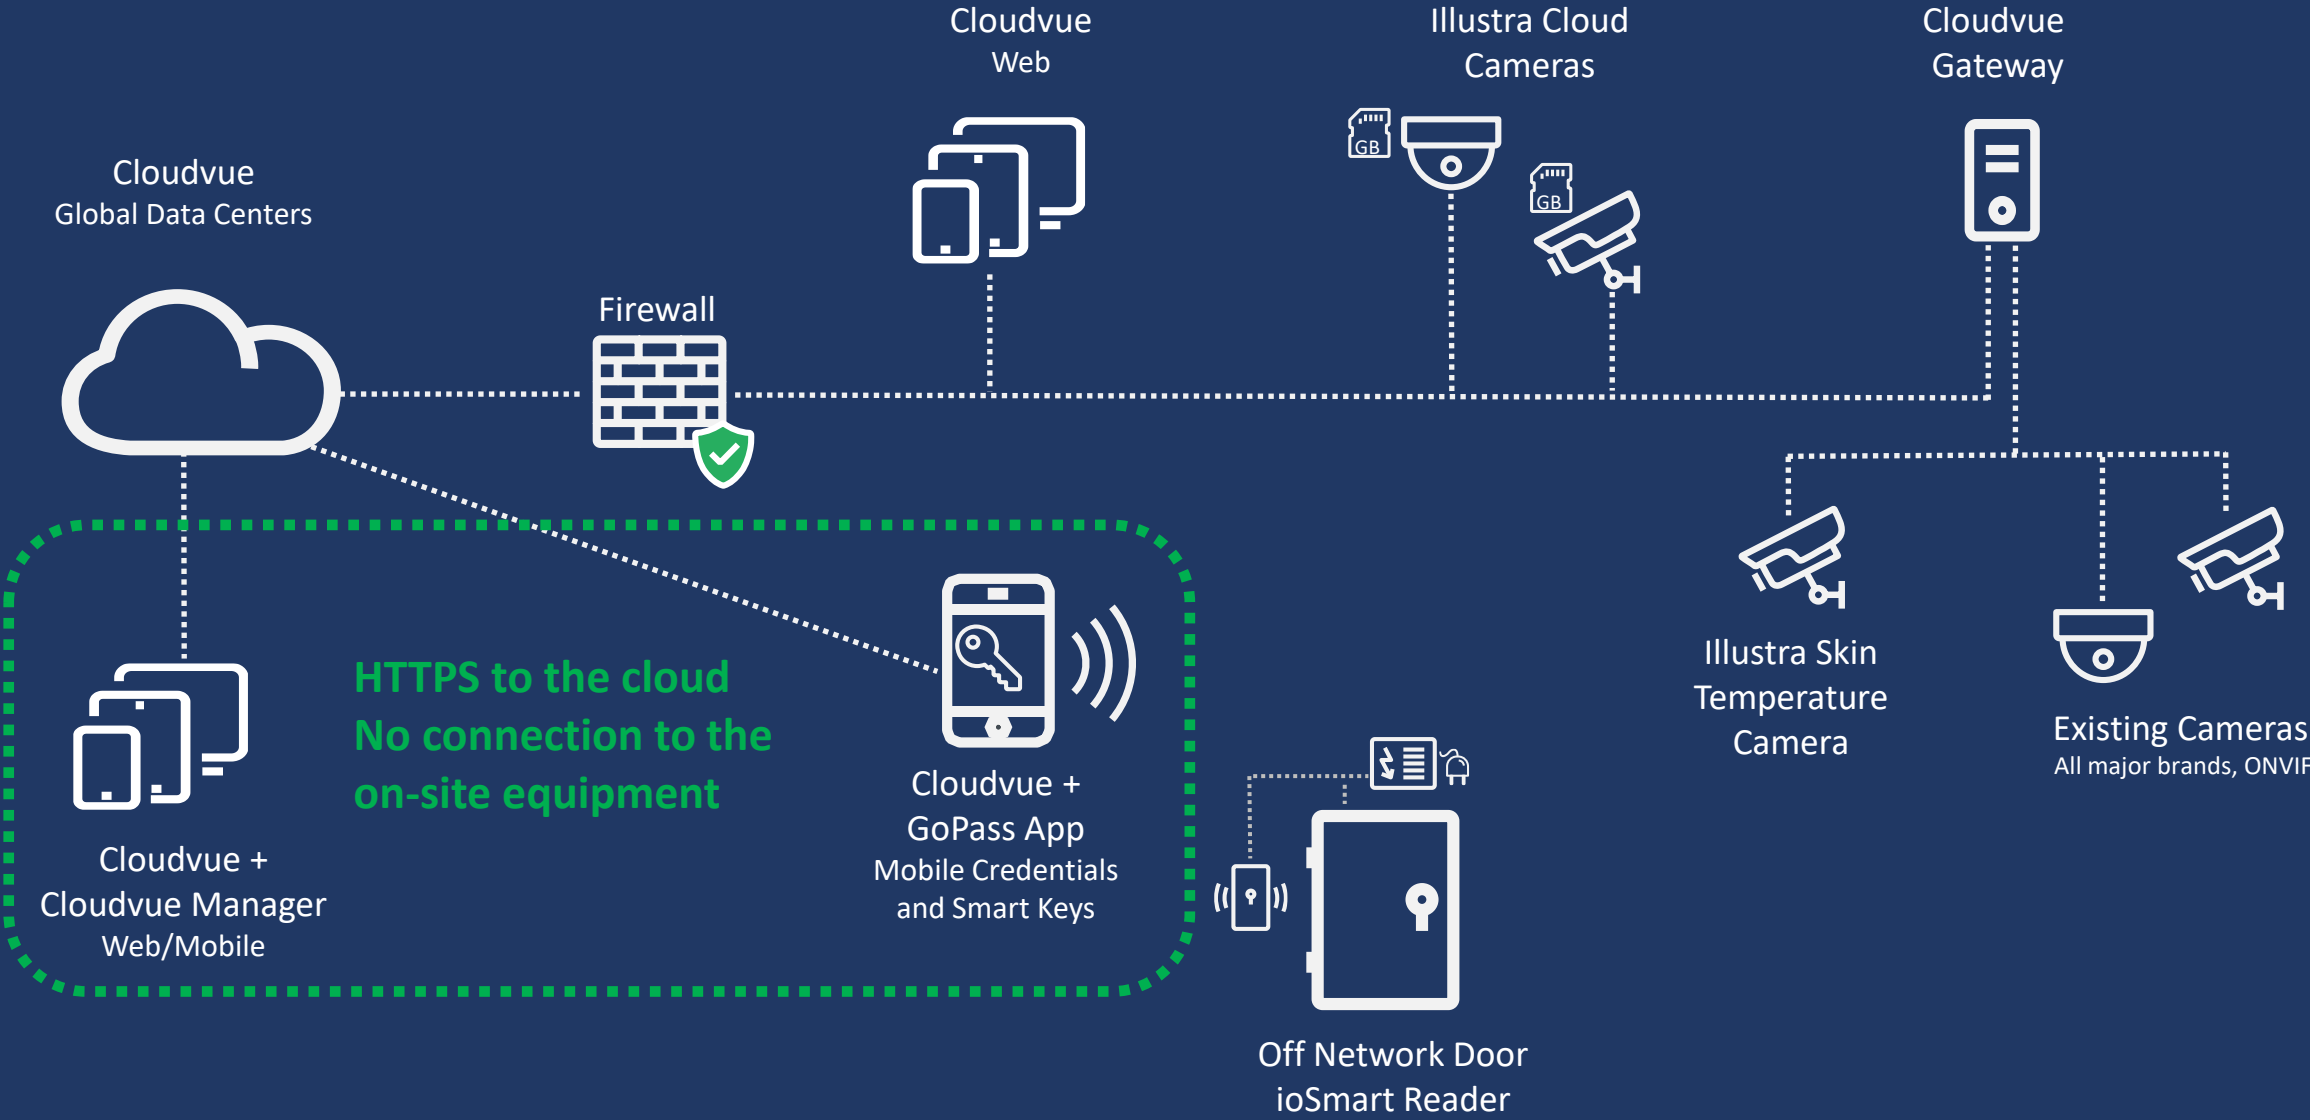 Cloudvue
Web
Illustra Cloud
Cameras
Cloudvue
Gateway
GB
GB
Cloudvue
Global Data Centers
Firewall
HTTPS to the cloud
No connection to the
on-site equipment
Cloudvue +
Cloudvue Manager
Web/Mobile
Cloudvue +
GoPass App
Mobile Credentials
and Smart Keys
Illustra Skin
Temperature
Camera
Existing Cameras
All major brands, ONVIF
Off Network Door
ioSmart Reader